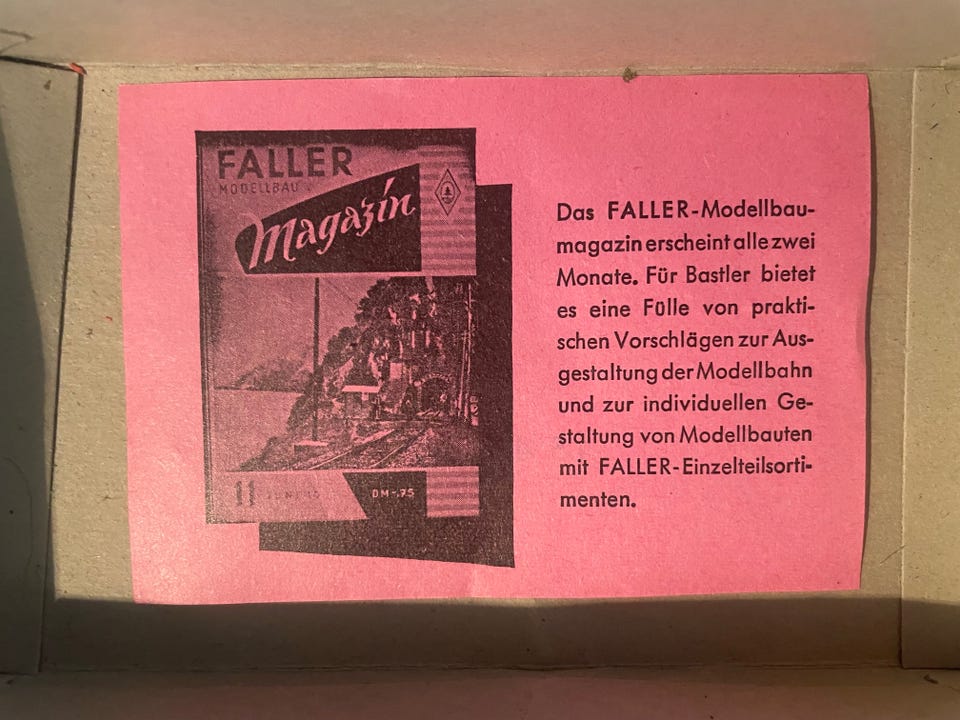 FALLER
MODELLBAU
Magazin
11
DM -.75
Das FALLER-Modellbau-
magazin erscheint alle zwei
Monate. Für Bastler bietet
es eine Fülle von prakti-
schen Vorschlägen zur Aus-
gestaltung der Modellbahn
und zur individuellen Ge-
staltung von Modellbauten
mit FALLER-Einzelteilsorti-
menten.